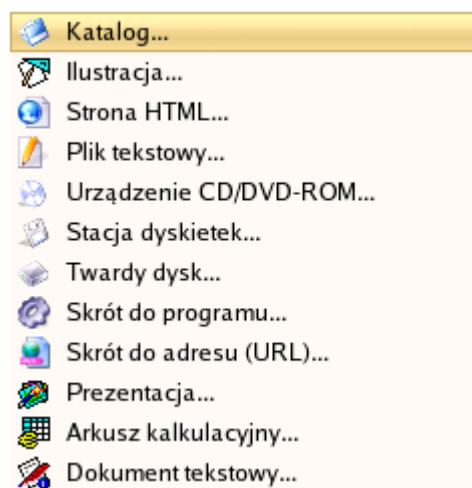 Katalog...
Ilustracja...
Strona HTML...
Plik tekstowy...
Urządzenie CD/DVD-ROM...
Stacja dyskietek...
Twardy dysk...
Skrót do programu...
Skrót do adresu (URL)...
Prezentacja...
Arkusz kalkulacyjny...
Dokument tekstowy...